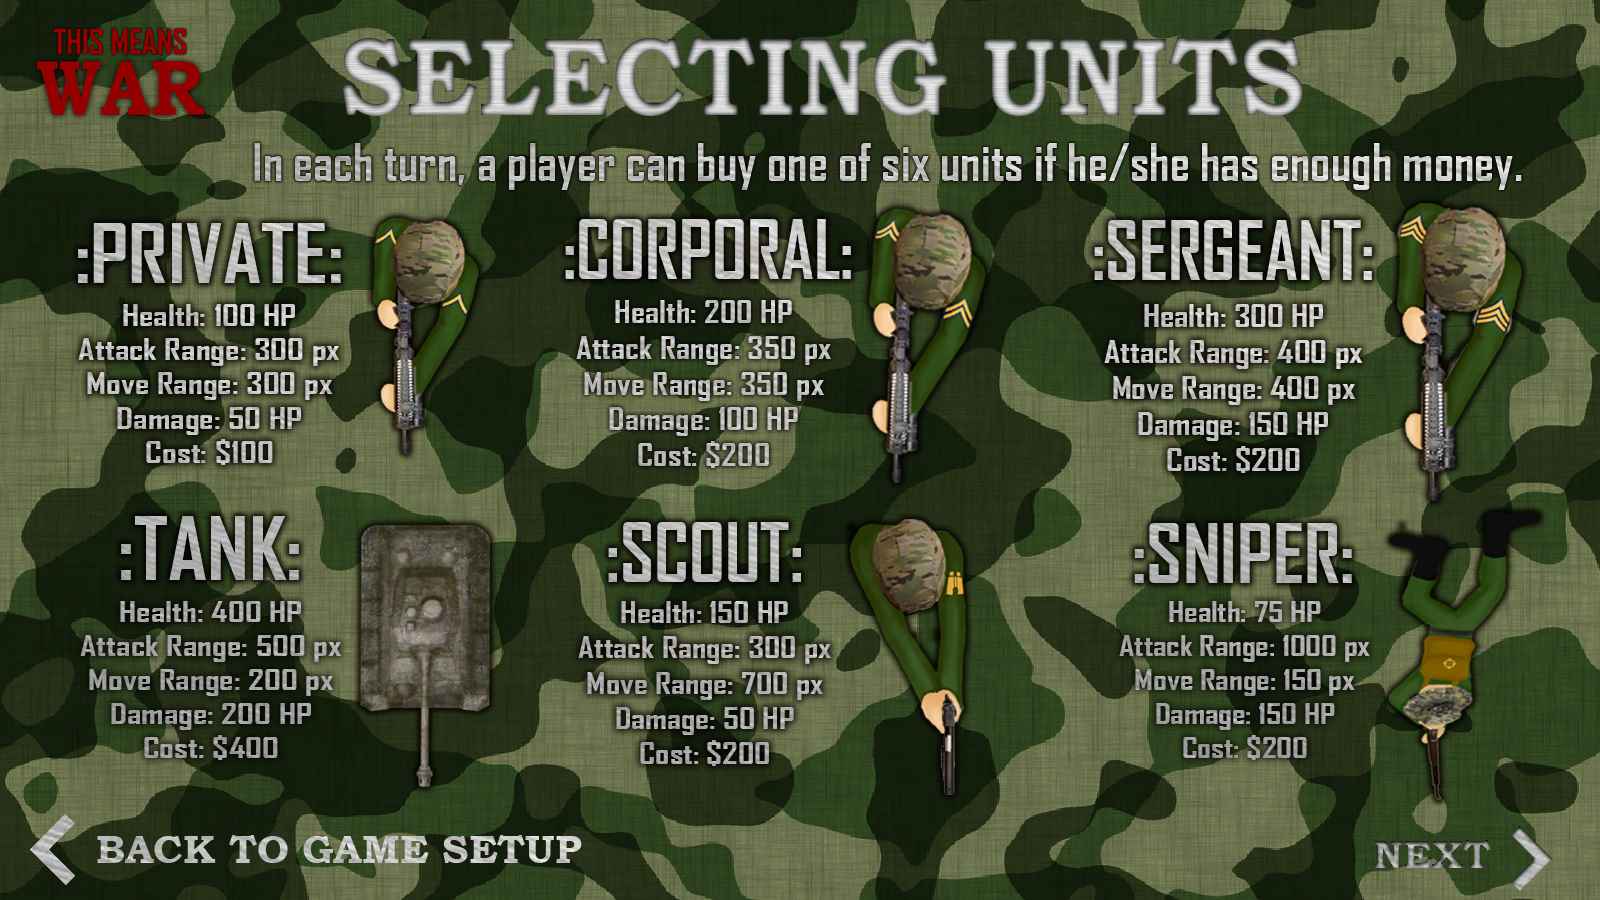 THIS MEANS
WAR
SELECTING UNITS
In each turn, a player can buy one of six units if he/she has enough money.
:PRIVATE:
Health: 100 HP
Attack Range: 300 px
Move Range: 300 px
Damage: 50 HP
Cost: $100
:CORPORAL:
Health: 200 HP
Attack Range: 350 px
Move Range: 350 px
Damage: 100 HP
Cost: $200
:SERGEANT:
Health: 300 HP
Attack Range: 400 px
Move Range: 400 px
Damage: 150 HP
Cost: $200
:TANK:
Health: 400 HP
Attack Range: 500 px
Move Range: 200 px
Damage: 200 HP
Cost: $400
:SCOUT:
Health: 150 HP
Attack Range: 300 px
Move Range: 700 px
Damage: 50 HP
Cost: $200
:SNIPER:
Health: 75 HP
Attack Range: 1000 px
Move Range: 150 px
Damage: 150 HP
Cost: $200
BACK TO GAME SETUP
NEXT